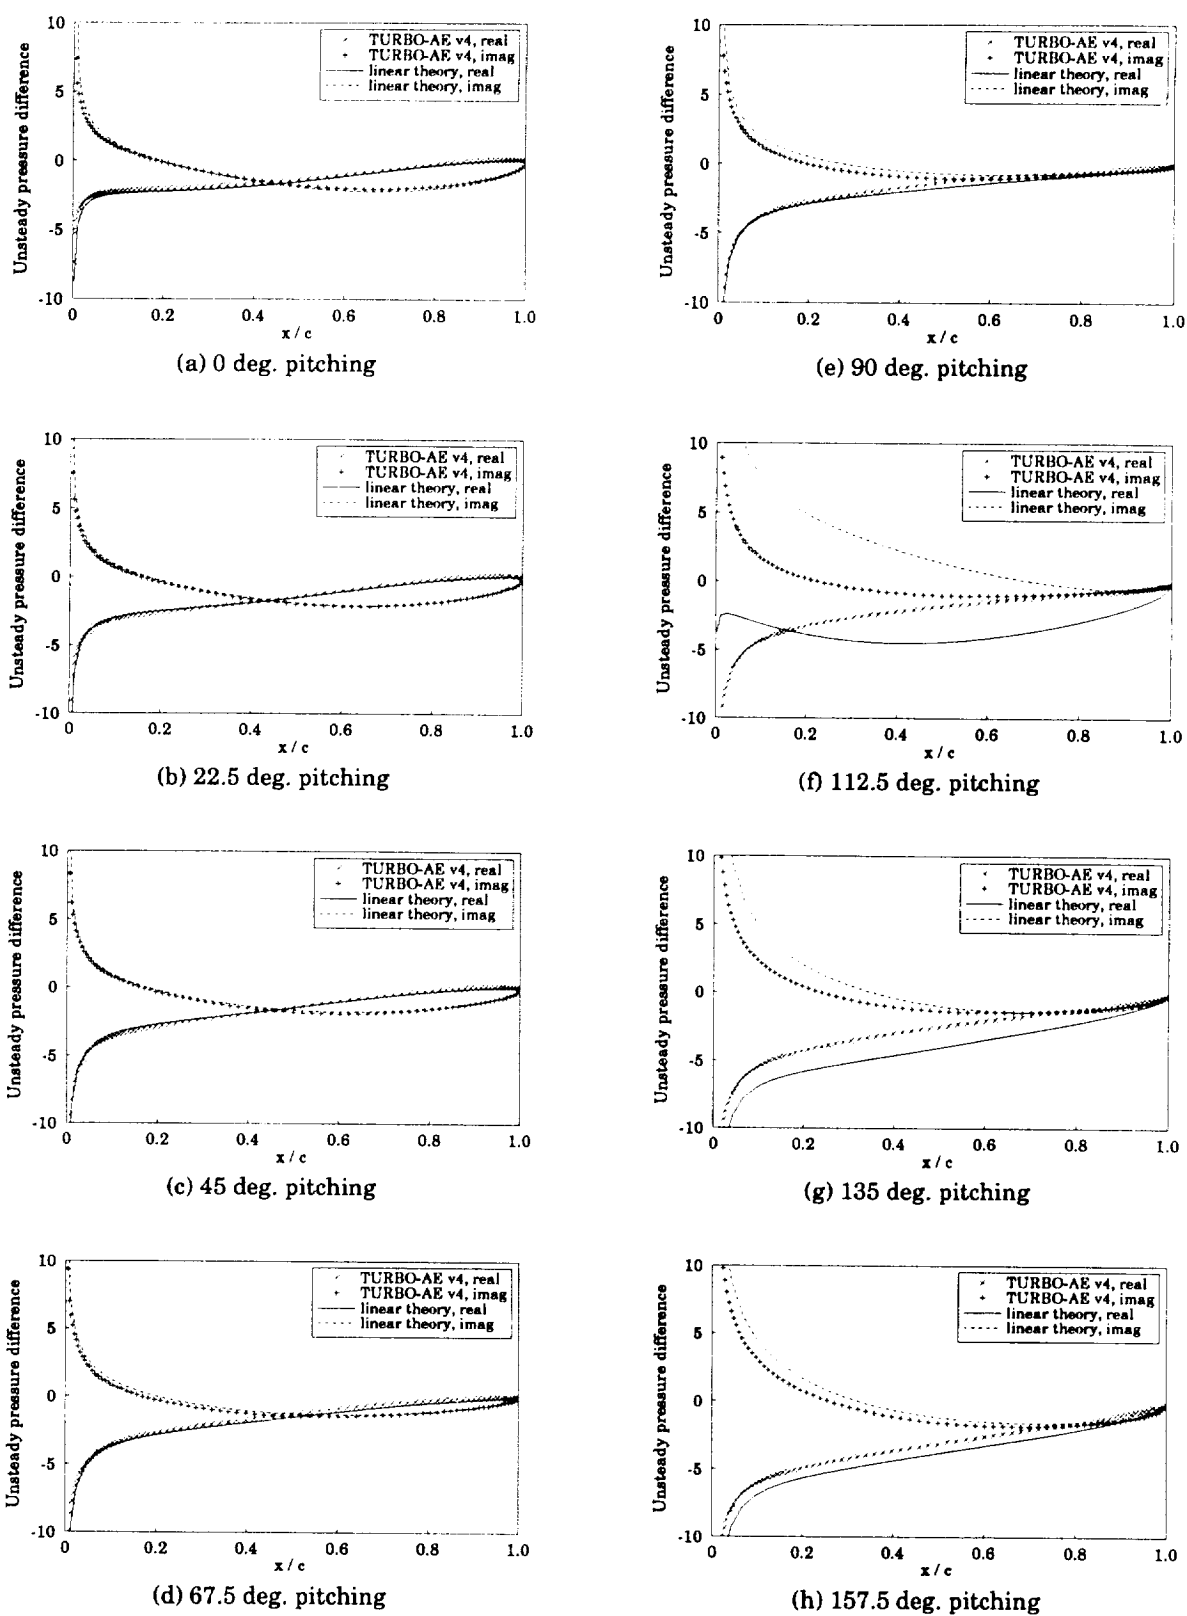 Unsteady pressure difference
10
5
0
-5
-10
TURBO-AE v4, real
TURBO-AE v4, imag
linear theory, real
linear theory, imag
0 0.2 0.4 0.6 0.8 1.0
x / c
(a) 0 deg. pitching
Unsteady pressure difference
10
5
0
-5
-10
TURBO-AE v4, real
TURBO-AE v4, imag
linear theory, real
linear theory, imag
0 0.2 0.4 0.6 0.8 1.0
x / c
(b) 22.5 deg. pitching
Unsteady pressure difference
10
5
0
-5
-10
TURBO-AE v4, real
TURBO-AE v4, imag
linear theory, real
linear theory, imag
0 0.2 0.4 0.6 0.8 1.0
x / c
(c) 45 deg. pitching
Unsteady pressure difference
10
5
0
-5
-10
TURBO-AE v4, real
TURBO-AE v4, imag
linear theory, real
linear theory, imag
0 0.2 0.4 0.6 0.8 1.0
x / c
(d) 67.5 deg. pitching
Unsteady pressure difference
10
5
0
-5
-10
TURBO-AE v4, real
TURBO-AE v4, imag
linear theory, real
linear theory, imag
0 0.2 0.4 0.6 0.8 1.0
x / c
(e) 90 deg. pitching
Unsteady pressure difference
10
5
0
-5
-10
TURBO-AE v4, real
TURBO-AE v4, imag
linear theory, real
linear theory, imag
0 0.2 0.4 0.6 0.8 1.0
x / c
(f) 112.5 deg. pitching
Unsteady pressure difference
10
5
0
-5
-10
TURBO-AE v4, real
TURBO-AE v4, imag
linear theory, real
linear theory, imag
0 0.2 0.4 0.6 0.8 1.0
x / c
(g) 135 deg. pitching
Unsteady pressure difference
10
5
0
-5
-10
TURBO-AE v4, real
TURBO-AE v4, imag
linear theory, real
linear theory, imag
0 0.2 0.4 0.6 0.8 1.0
x / c
(h) 157.5 deg. pitching